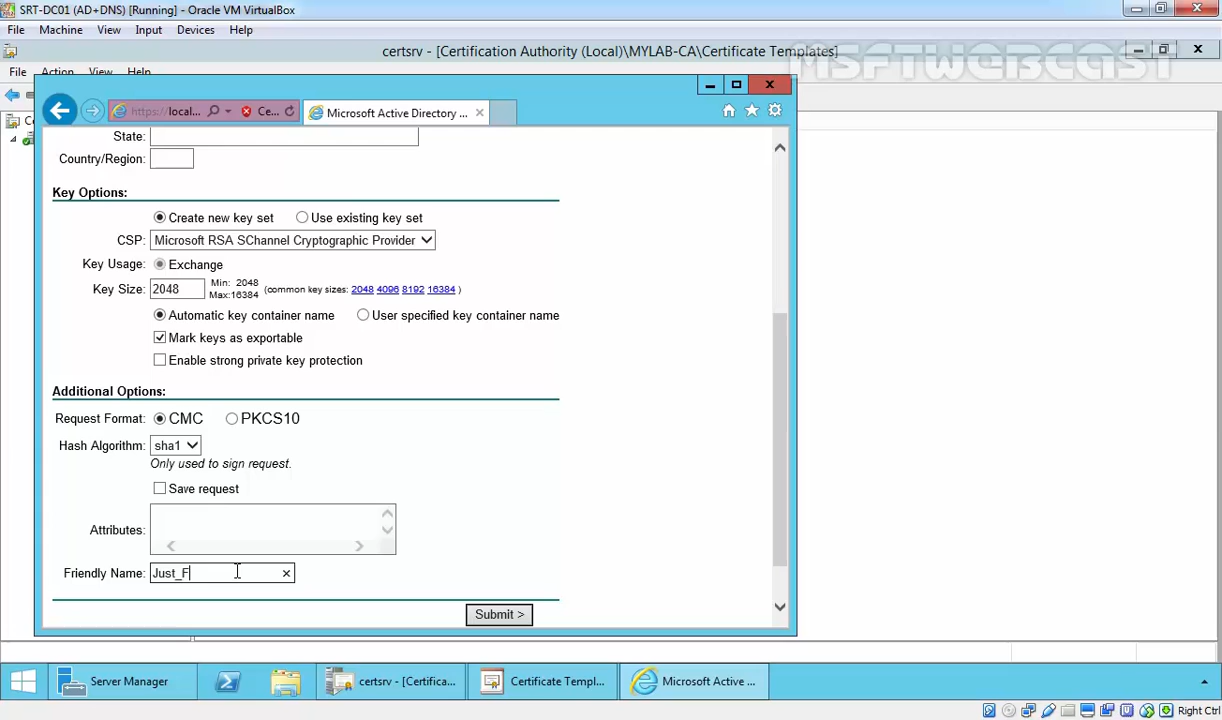 SRT-DC01 (AD+DNS) [Running] - Oracle VM VirtualBox
File Machine View Input Devices Help
certsrv - [Certification Authority (Local)\MYLAB-CA\Certificate Templates]
MSFTWEBCAST
File Action View Help
https://local... Ce... Microsoft Active Directory ...
State:
Country/Region:
Key Options:
Create new key set Use existing key set
CSP: Microsoft RSA SChannel Cryptographic Provider
Key Usage: Exchange
Key Size: 2048 Min: 2048 (common key sizes: 2048 4096 8192 16384 )
Max:16384
Automatic key container name User specified key container name
Mark keys as exportable
Enable strong private key protection
Additional Options:
Request Format: CMC PKCS10
Hash Algorithm: sha1
Only used to sign request.
Save request
Attributes:
Friendly Name: Just_F
Submit >
Server Manager certsrv - [Certifica... Certificate Templ... Microsoft Active ...
Right Ctrl